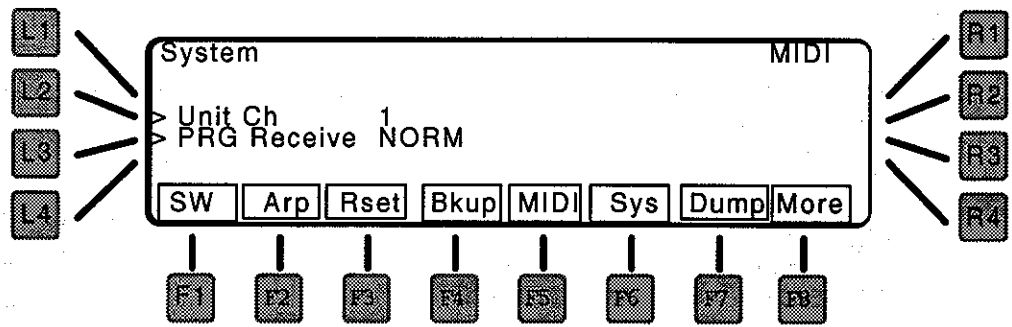 L1
R1
System MIDI
L2
R2
> Unit Ch 1
> PRG Receive NORM
L3
R3
SW Arp Rset Bkup MIDI Sys Dump More
L4
R4
F1 F2 F3 F4 F5 F6 F7 F8